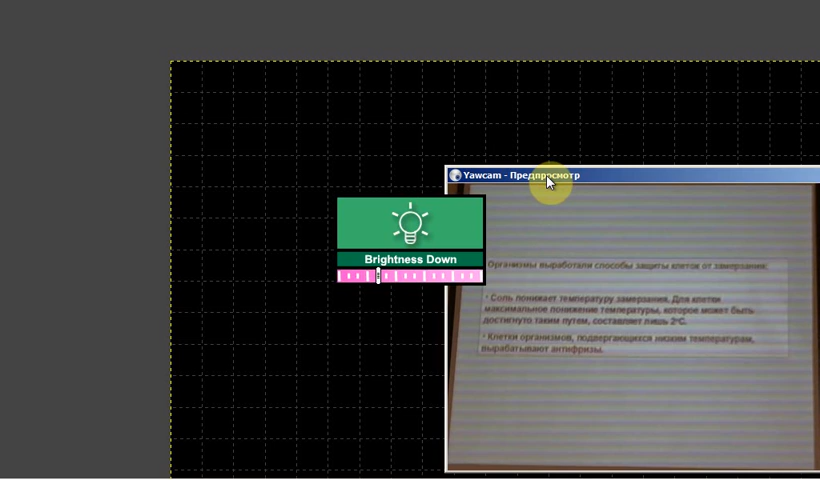 Yawcam - Предпросмотр
Brightness Down
Организмы выработали способы защиты клеток от замерзания:
• Соль понижает температуру замерзания. Для клетки
максимальное понижение температуры, которое может быть
достигнуто таким путем, составляет лишь 2°С.
• Клетки организмов, подвергающихся низким температурам,
вырабатывают антифризы.